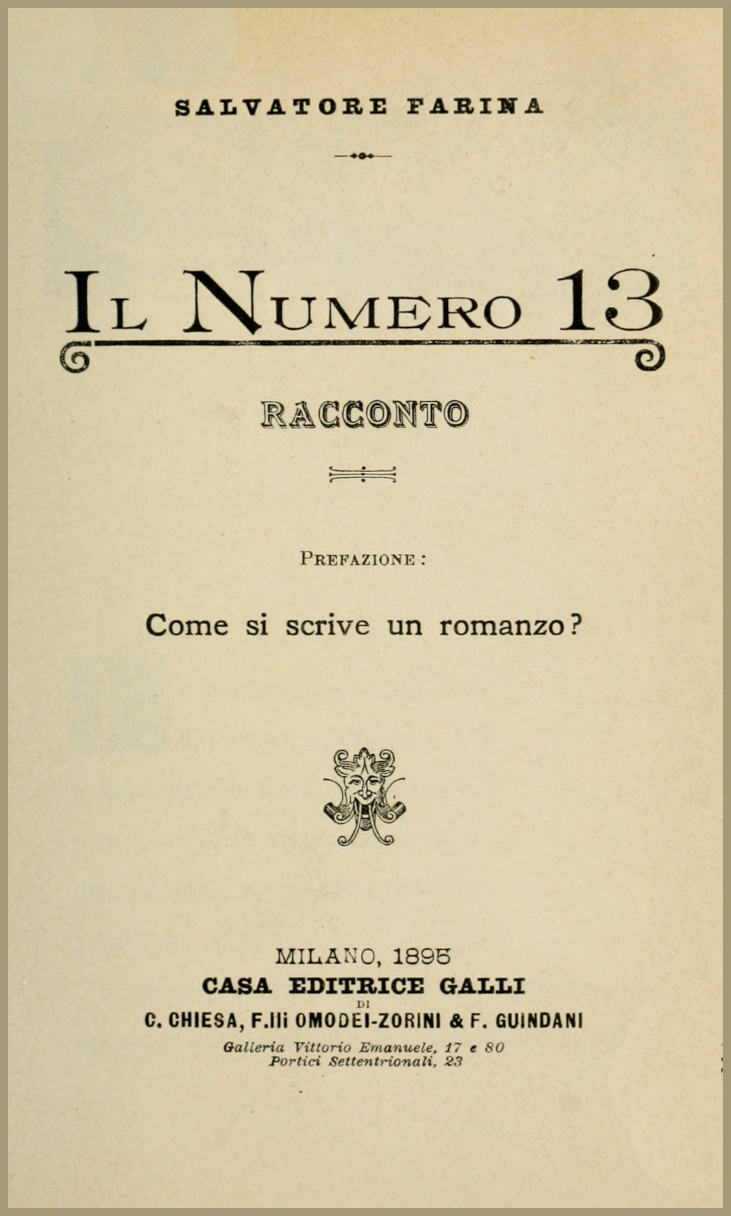 SALVATORE FARINA
IL NUMERO 13
RACCONTO
PREFAZIONE:
Come si scrive un romanzo?
MILANO, 1895
CASA EDITRICE GALLI
DI
C. CHIESA, F.lli OMODEI-ZORINI & F. GUINDANI
Galleria Vittorio Emanuele, 17 e 80
Portici Settentrionali, 23